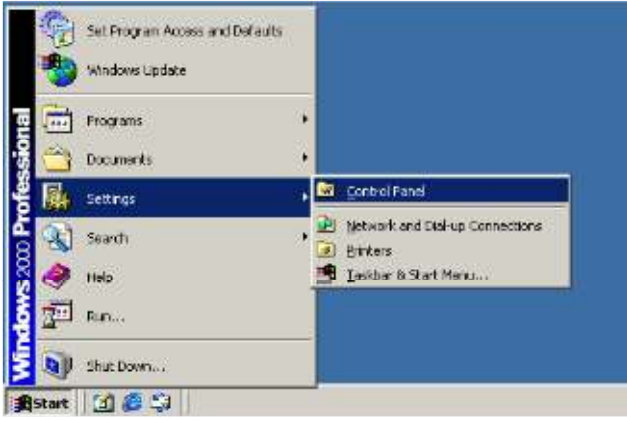 Set Program Access and Defaults
Windows Update
Programs
Documents
Settings
Search
Help
Run...
Shut Down...
Windows 2000 Professional
Control Panel
Network and Dial-up Connections
Printers
Taskbar & Start Menu...
Start